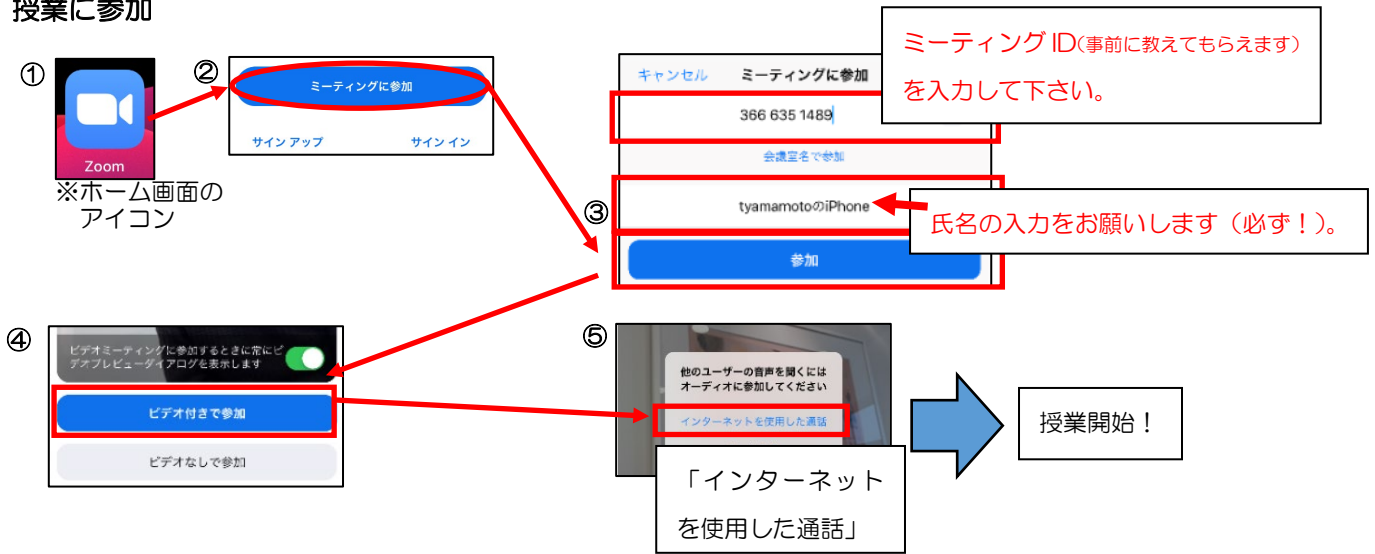 授業に参加
①
Zoom
※ホーム画面の
アイコン
②
ミーティングに参加
サイン アップ
サイン イン
③
キャンセル
ミーティングに参加
366 635 1489
会議室名で参加
tyamamotoのiPhone
参加
ミーティング ID(事前に教えてもらえます)
を入力して下さい。
氏名の入力をお願いします（必ず！）。
④
ビデオミーティングに参加するときに常にビ
デオプレビューダイアログを表示します
ビデオ付きで参加
ビデオなしで参加
⑤
他のユーザーの音声を聞くには
オーディオに参加してください
インターネットを使用した通話
「インターネット
を使用した通話」
授業開始！